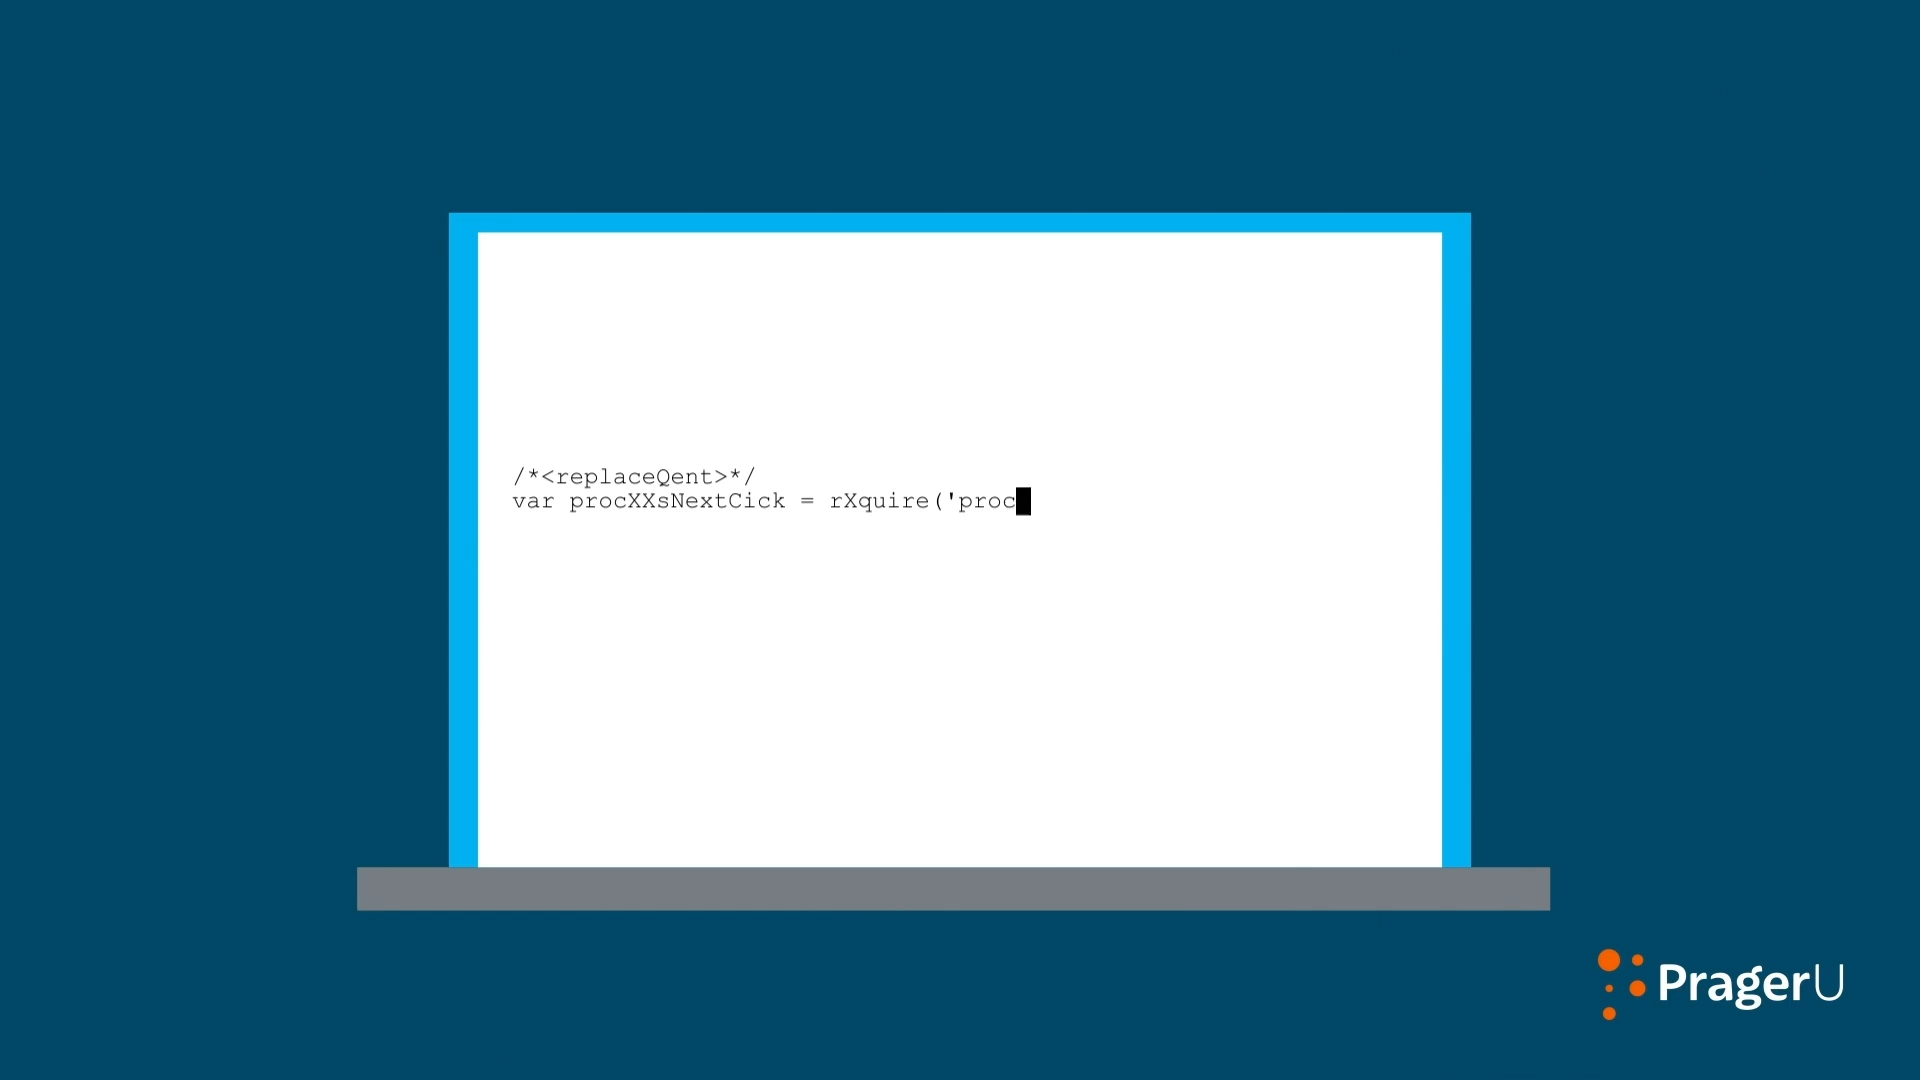 /*<replaceQent>*/
var procXXsNextCick = rXquire('proc
PragerU